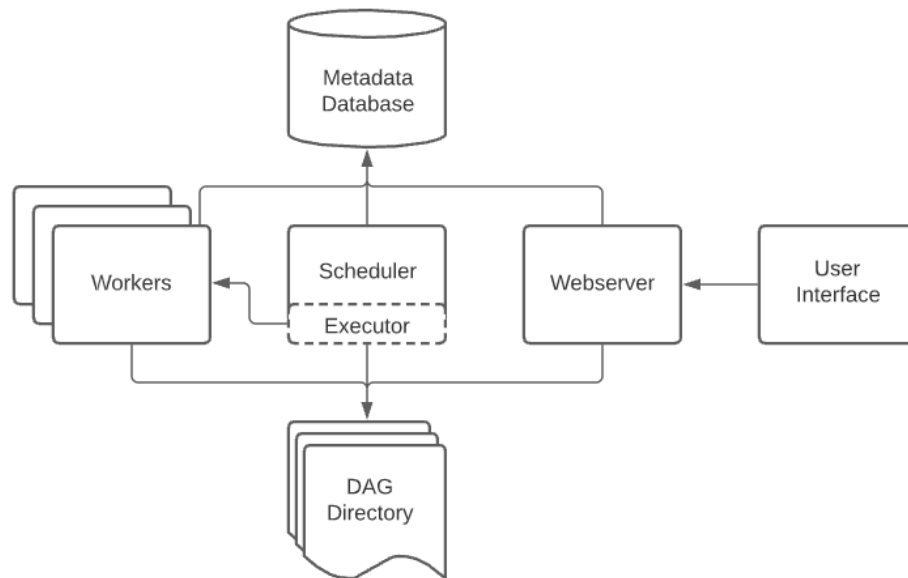 Metadata
Database
Workers
Scheduler
Executor
Webserver
User
Interface
DAG
Directory